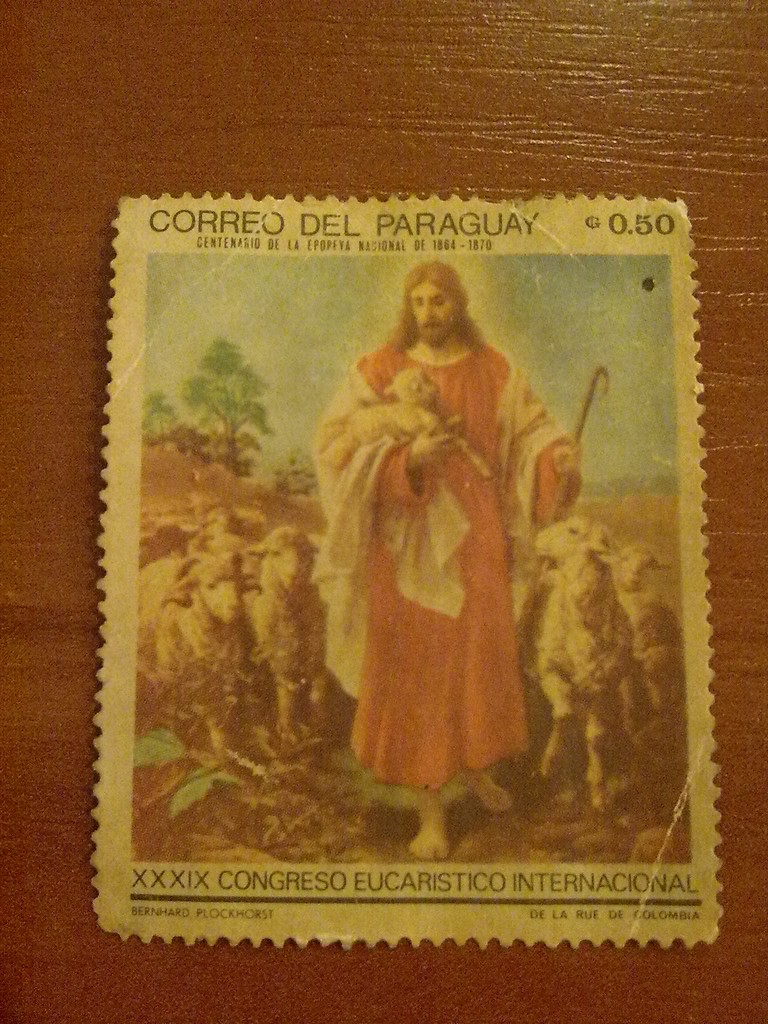 CORREO DEL PARAGUAY ₲ 0.50
CENTENARIO DE LA EPOPEYA NACIONAL DE 1864-1870
XXXIX CONGRESO EUCARISTICO INTERNACIONAL
BERNHARD PLOCKHORST DE LA RUE DE COLOMBIA